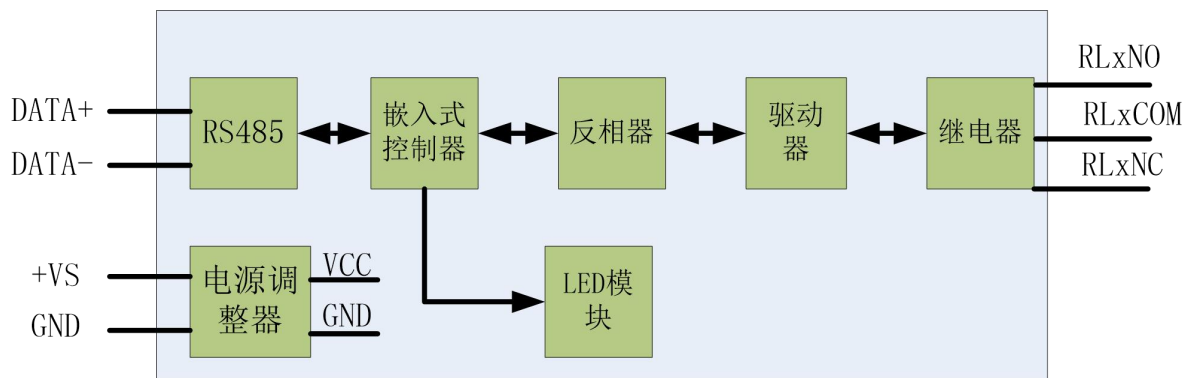 DATA+
DATA-
RS485
嵌入式
控制器
反相器
驱动
器
继电器
RLxNO
RLxCOM
RLxNC
+VS
GND
电源调
整器
VCC
GND
LED模
块